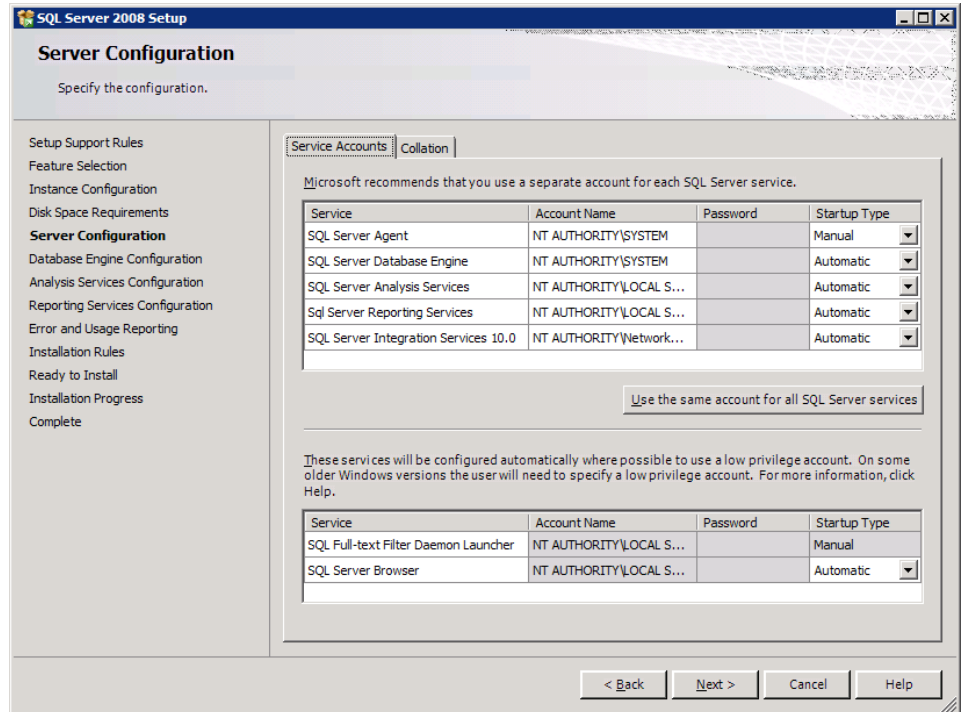 SQL Server 2008 Setup
Server Configuration
Specify the configuration.
Setup Support Rules
Feature Selection
Instance Configuration
Disk Space Requirements
Server Configuration
Database Engine Configuration
Analysis Services Configuration
Reporting Services Configuration
Error and Usage Reporting
Installation Rules
Ready to Install
Installation Progress
Complete
Service Accounts Collation
Microsoft recommends that you use a separate account for each SQL Server service.
Service Account Name Password Startup Type
SQL Server Agent NT AUTHORITY\SYSTEM Manual
SQL Server Database Engine NT AUTHORITY\SYSTEM Automatic
SQL Server Analysis Services NT AUTHORITY\LOCAL S... Automatic
Sql Server Reporting Services NT AUTHORITY\LOCAL S... Automatic
SQL Server Integration Services 10.0 NT AUTHORITY\Network... Automatic
Use the same account for all SQL Server services
These services will be configured automatically where possible to use a low privilege account. On some
older Windows versions the user will need to specify a low privilege account. For more information, click
Help.
Service Account Name Password Startup Type
SQL Full-text Filter Daemon Launcher NT AUTHORITY\LOCAL S... Manual
SQL Server Browser NT AUTHORITY\LOCAL S... Automatic
< Back Next > Cancel Help